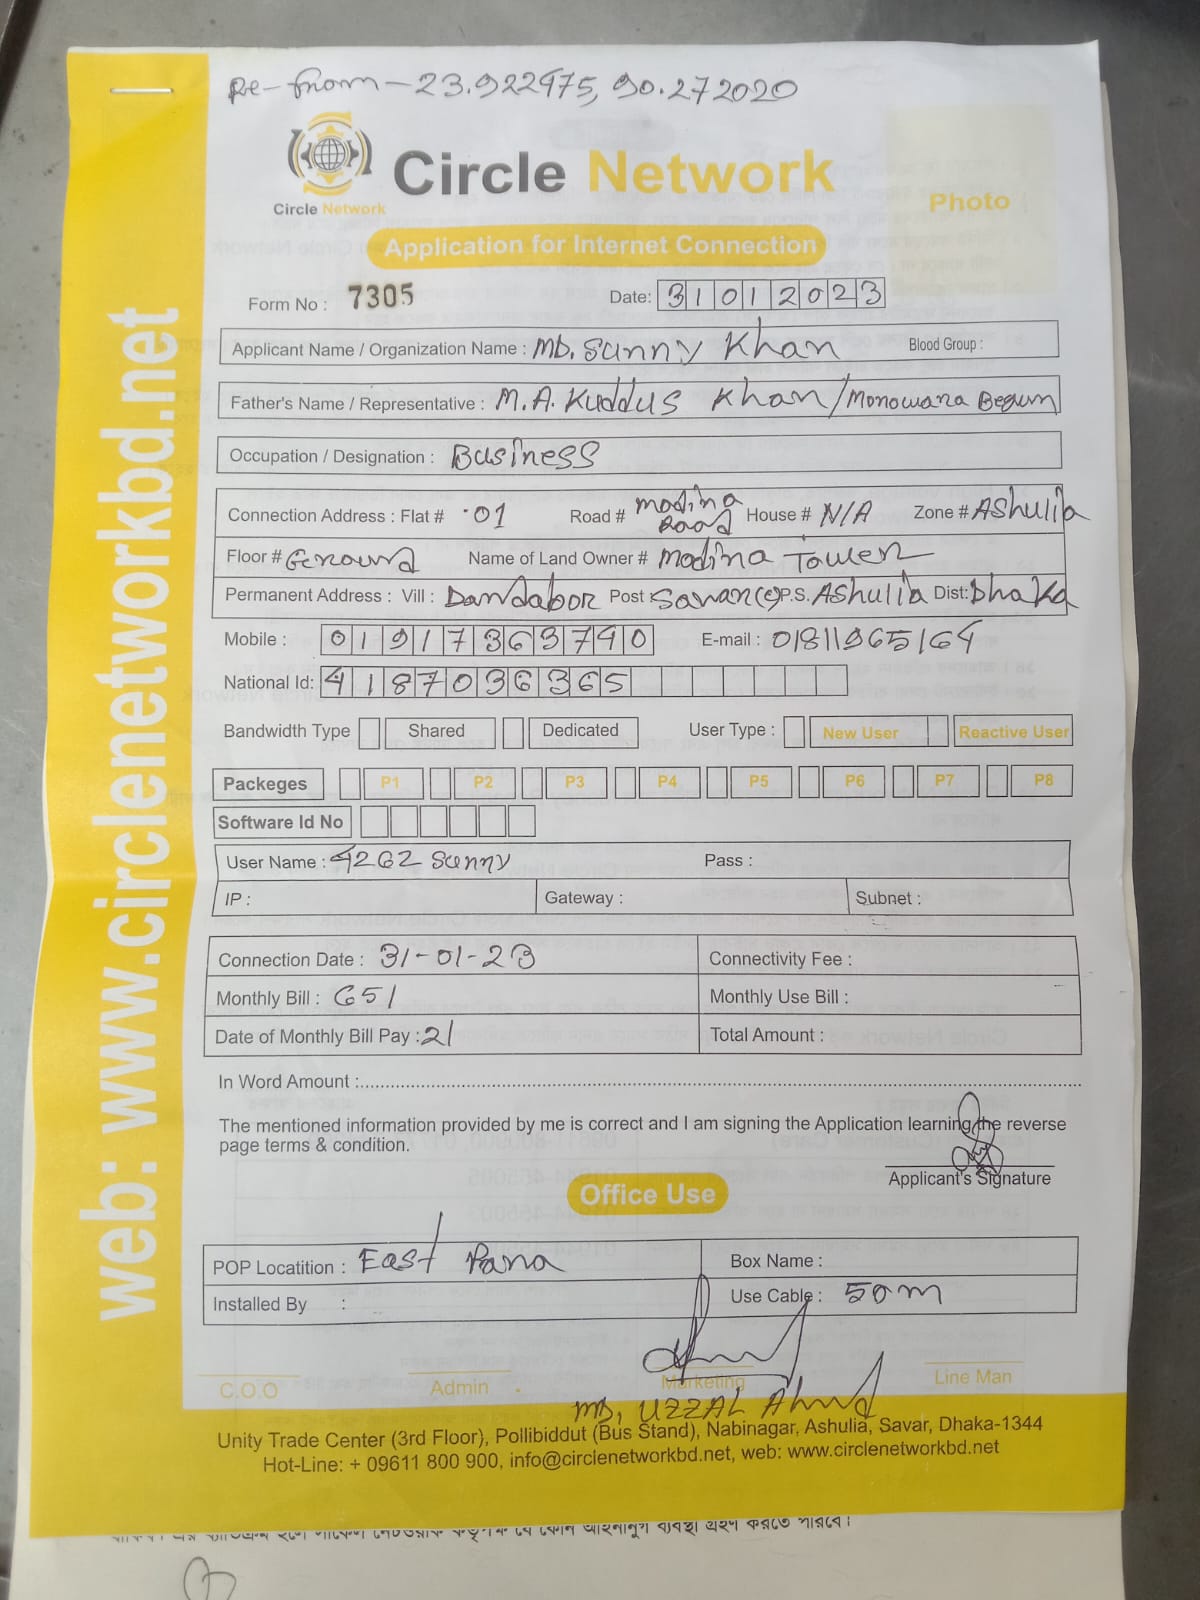 Re-from-23.922975, 90.272020
Circle Network
Circle Network
Photo
Application for Internet Connection
Form No : 7305 Date: 31012023
Applicant Name / Organization Name : MD. Sunny Khan Blood Group :
Father's Name / Representative : M.A. Kuddus Khan/Monowara Begum
Occupation / Designation : Business
Connection Address : Flat # 01 Road # Modina Road House # N/A Zone # Ashulia
Floor # Ground Name of Land Owner # Modina Tower
Permanent Address : Vill : Dandabor Post : Savar(c) P.S. Ashulia Dist: Dhaka
Mobile : 01917363790 E-mail : 01811965164
National Id: 4187036365
Bandwidth Type Shared Dedicated User Type : New User Reactive User
Packeges P1 P2 P3 P4 P5 P6 P7 P8
Software Id No
User Name : 4262 Sunny Pass :
IP : Gateway : Subnet :
Connection Date : 31-01-23 Connectivity Fee :
Monthly Bill : 651 Monthly Use Bill :
Date of Monthly Bill Pay : 21 Total Amount :
In Word Amount :
The mentioned information provided by me is correct and I am signing the Application learning the reverse
page terms & condition.
Applicant's Signature
Office Use
POP Locatition : East Para Box Name :
Installed By : Use Cable : 50m
C.O.O Admin Marketing Line Man
MD, UZZAL Ahmed
Unity Trade Center (3rd Floor), Pollibiddut (Bus Stand), Nabinagar, Ashulia, Savar, Dhaka-1344
Hot-Line: + 09611 800 900, info@circlenetworkbd.net, web: www.circlenetworkbd.net
web: www.circlenetworkbd.net